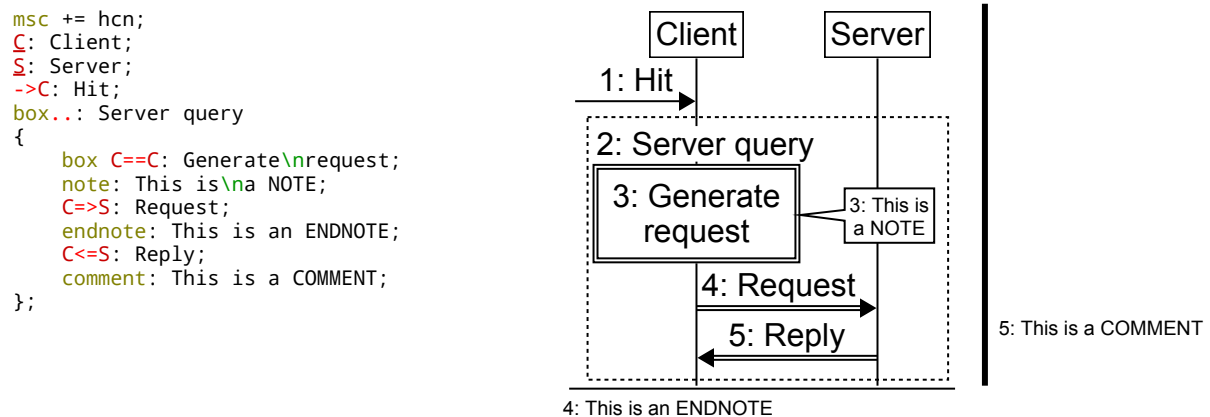 msc += hcn;
C: Client;
S: Server;
->C: Hit;
box..: Server query
{
    box C==C: Generate\nrequest;
    note: This is\na NOTE;
    C=>S: Request;
    endnote: This is an ENDNOTE;
    C<=S: Reply;
    comment: This is a COMMENT;
};
Client
Server
1: Hit
2: Server query
3: Generate
request
3: This is
a NOTE
4: Request
5: Reply
5: This is a COMMENT
4: This is an ENDNOTE